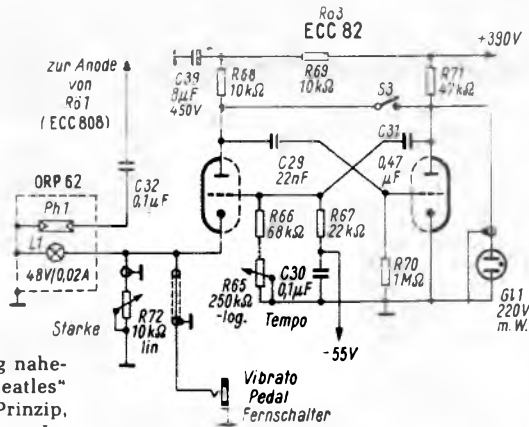 Rö3
ECC 82
+390V
zur Anode
von
Rö1
(ECC 808)
C39
8µF
450V
R68
10kΩ
R69
10kΩ
R71
47kΩ
S3
C29
22nF
C31
0,47
µF
C32
0,1µF
ORP 62
Ph1
L1
48V/0,02A
R66
68kΩ
R67
22kΩ
R65
250kΩ
-log.
C30
0,1µF
R70
1MΩ
Gl1
220V
m.W.
Tempo
-55V
R72
10kΩ
lin
Stärke
Vibrato
Pedal
Fernschalter
g nahe-
eatles"
Prinzip,